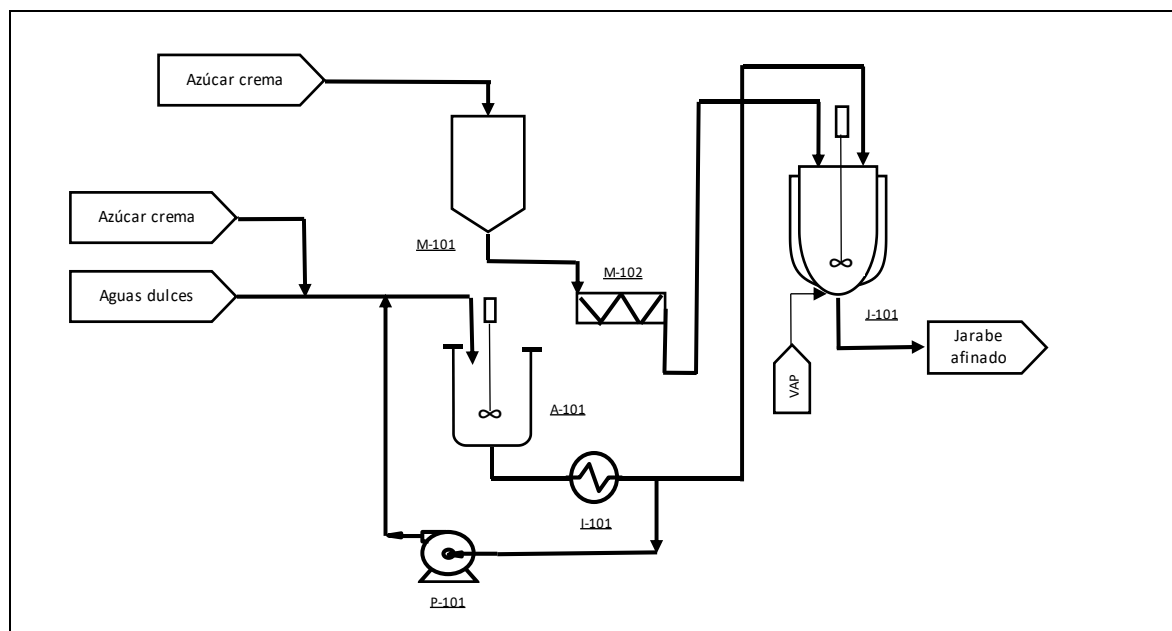 Azúcar crema
Azúcar crema
M-101
M-102
Aguas dulces
J-101
Jarabe
afinado
VAP
A-101
I-101
P-101